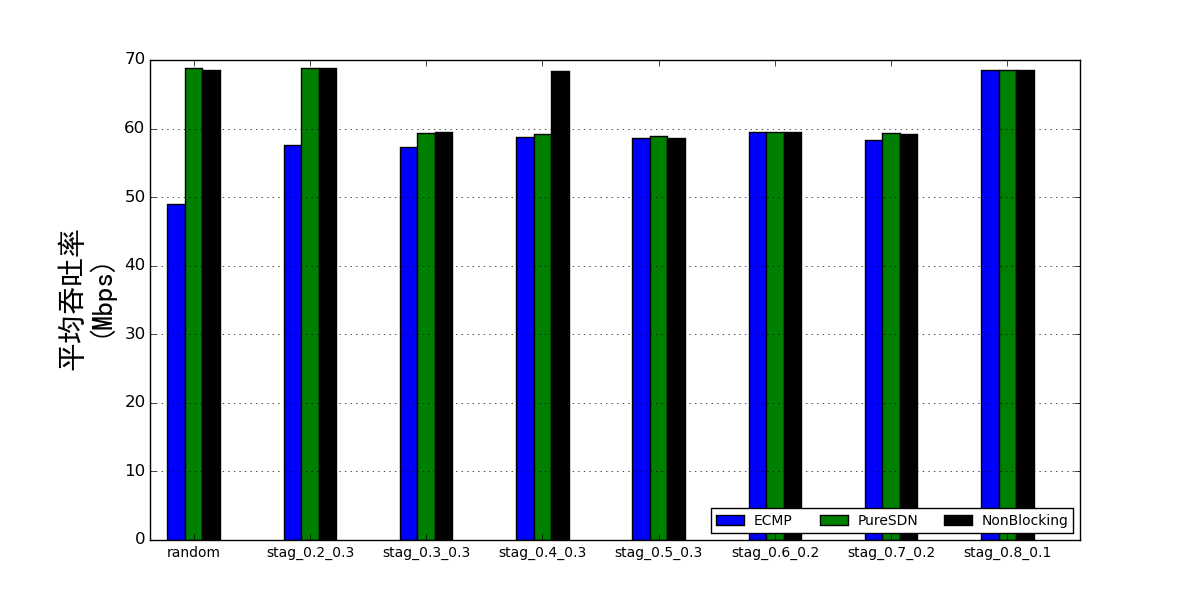 70
60
50
40
30
20
10
0
平均吞吐率
(Mbps)
ECMP PureSDN NonBlocking
random stag_0.2_0.3 stag_0.3_0.3 stag_0.4_0.3 stag_0.5_0.3 stag_0.6_0.2 stag_0.7_0.2 stag_0.8_0.1